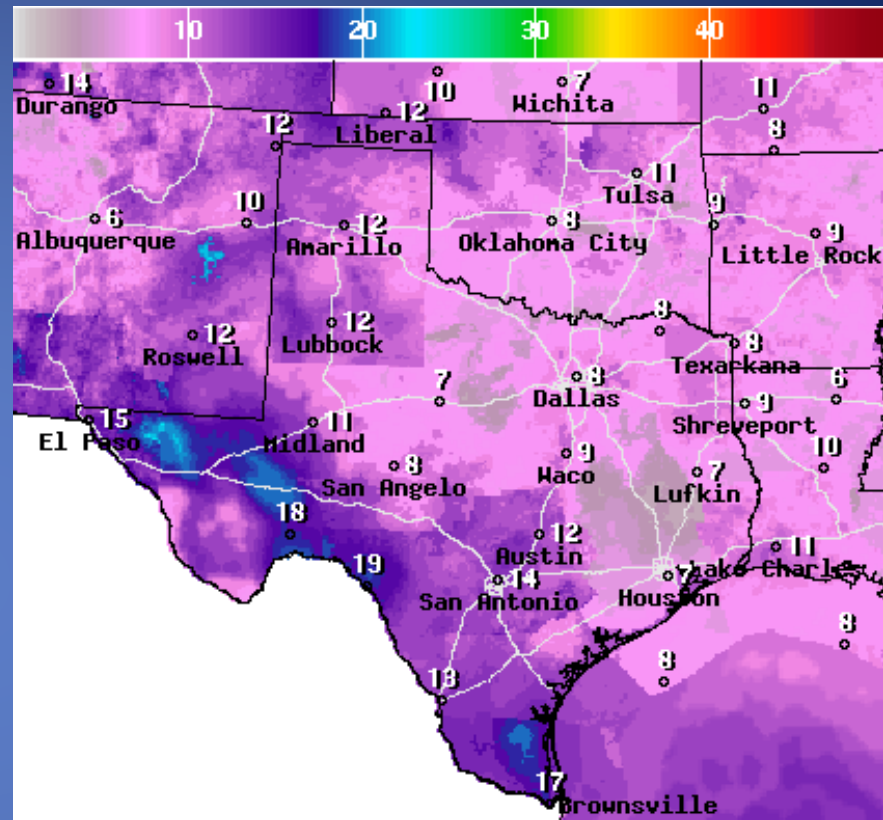 10 20 30 40
14 10 7 11
Durango Wichita
12 Liberal 12 8
11
Tulsa
6 10 12 8 9 9
Albuquerque Amarillo Oklahoma City Little Rock
12 12 8 8
Roswell Lubbock Texarkana
7 8 9 6
Dallas Shreveport
15 11
El Paso Midland
8 9 7 10
San Angelo Waco Lufkin
18 12 11
Austin Lake Charles
19 14 7
San Antonio Houston
8
13 8
17
Brownsville